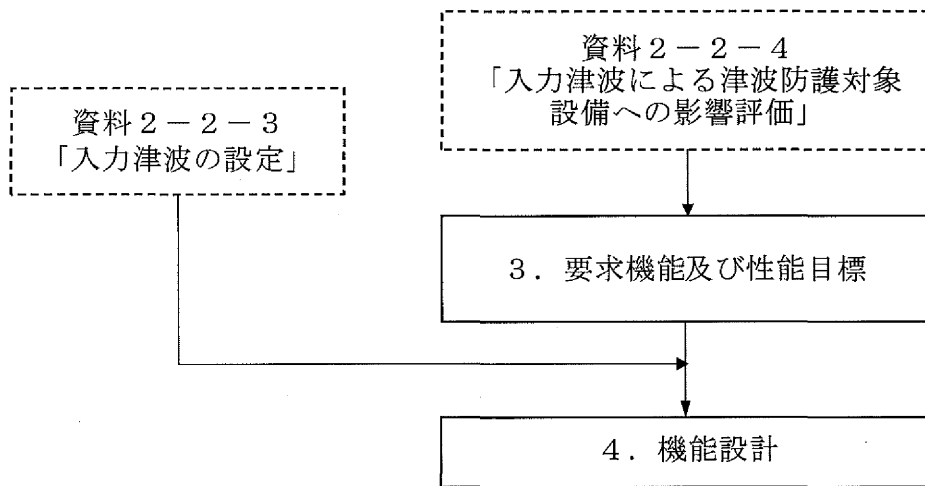 資料２－２－４
「入力津波による津波防護対象
設備への影響評価」
資料２－２－３
「入力津波の設定」
３．要求機能及び性能目標
４．機能設計